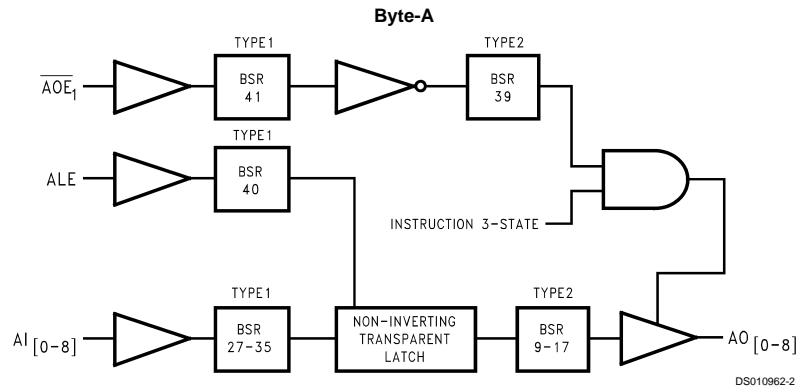 Byte-A
TYPE1
TYPE2
AOE1
BSR
41
BSR
39
TYPE1
ALE
BSR
40
INSTRUCTION 3-STATE
TYPE1
TYPE2
AI[0-8]
BSR
27-35
NON-INVERTING
TRANSPARENT
LATCH
BSR
9-17
AO[0-8]
DS010962-2